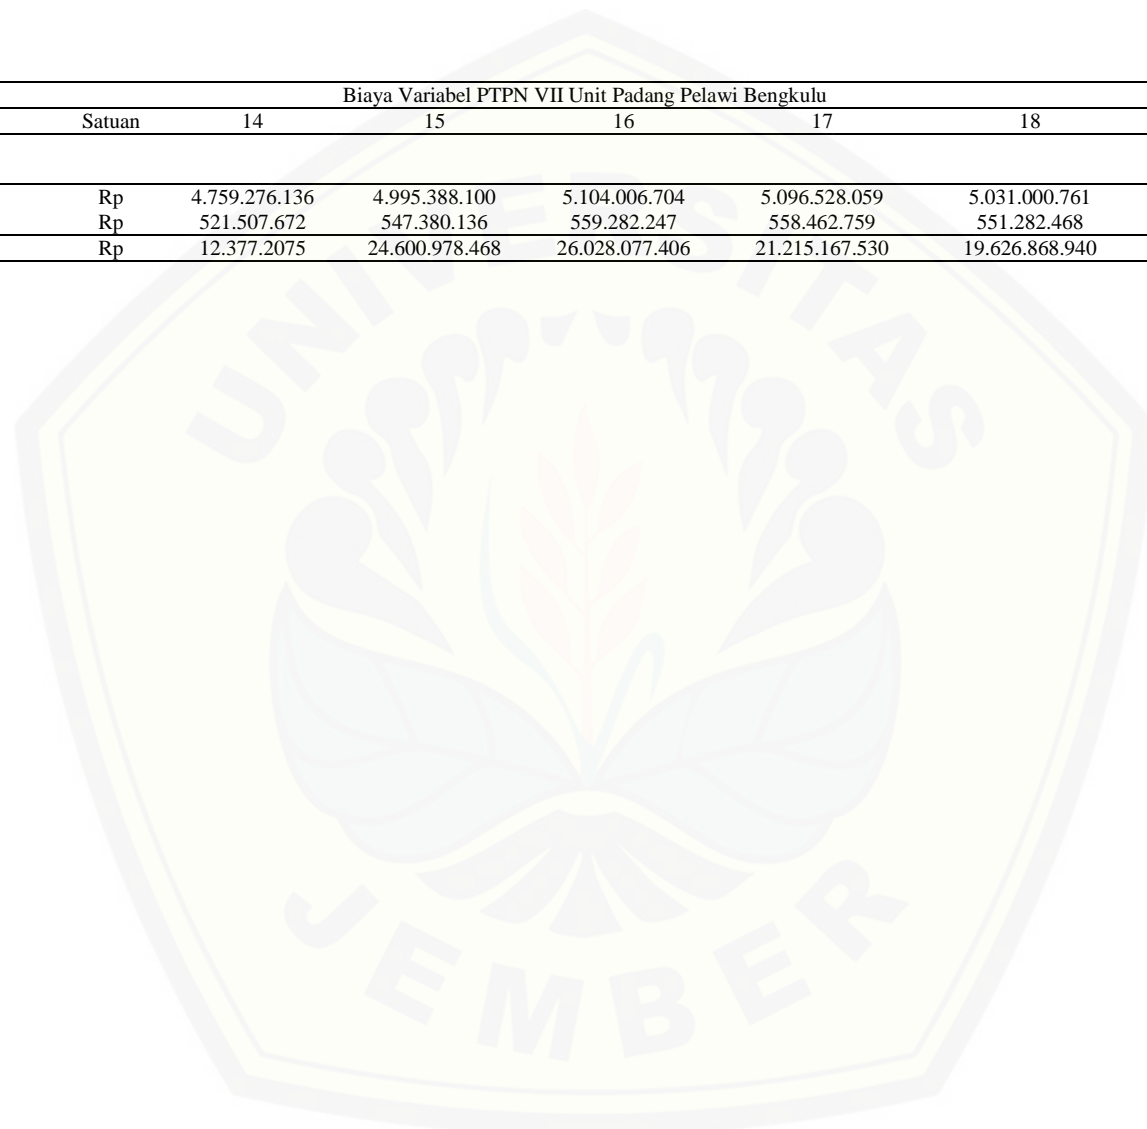 Biaya Variabel PTPN VII Unit Padang Pelawi Bengkulu
Satuan 14 15 16 17 18
Rp 4.759.276.136 4.995.388.100 5.104.006.704 5.096.528.059 5.031.000.761
Rp 521.507.672 547.380.136 559.282.247 558.462.759 551.282.468
Rp 12.377.2075 24.600.978.468 26.028.077.406 21.215.167.530 19.626.868.940
UNIVERSITAS
JEMBER